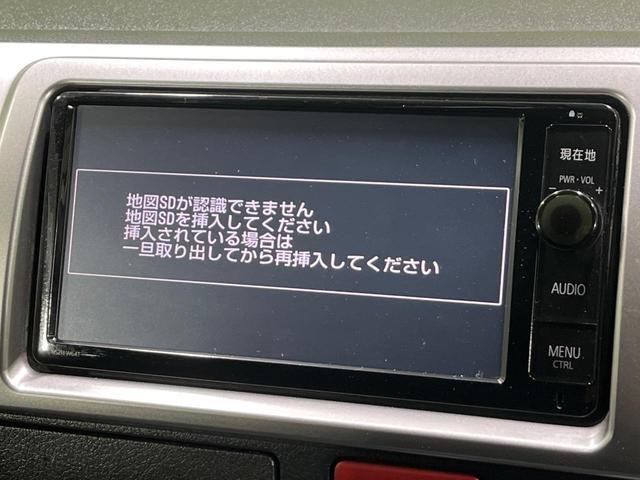 地図SDが認識できません
地図SDを挿入してください
挿入されている場合は
一旦取り出してから再挿入してください
現在地
PWR・VOL
− +
AUDIO
MENU
CTRL